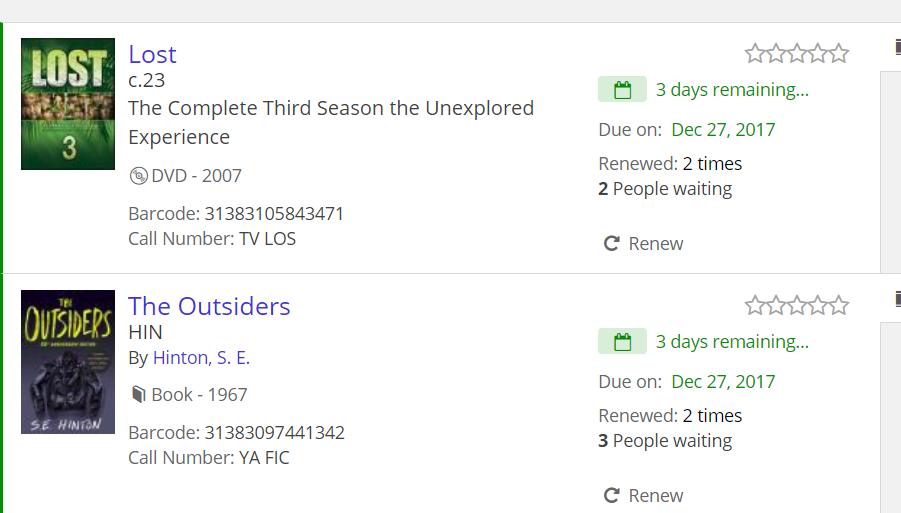 LOST
3
Lost
c.23
The Complete Third Season the Unexplored
Experience
DVD - 2007
Barcode: 31383105843471
Call Number: TV LOS
3 days remaining...
Due on: Dec 27, 2017
Renewed: 2 times
2 People waiting
Renew
THE
OUTSIDERS
S.E. HINTON
The Outsiders
HIN
By Hinton, S. E.
Book - 1967
Barcode: 31383097441342
Call Number: YA FIC
3 days remaining...
Due on: Dec 27, 2017
Renewed: 2 times
3 People waiting
Renew